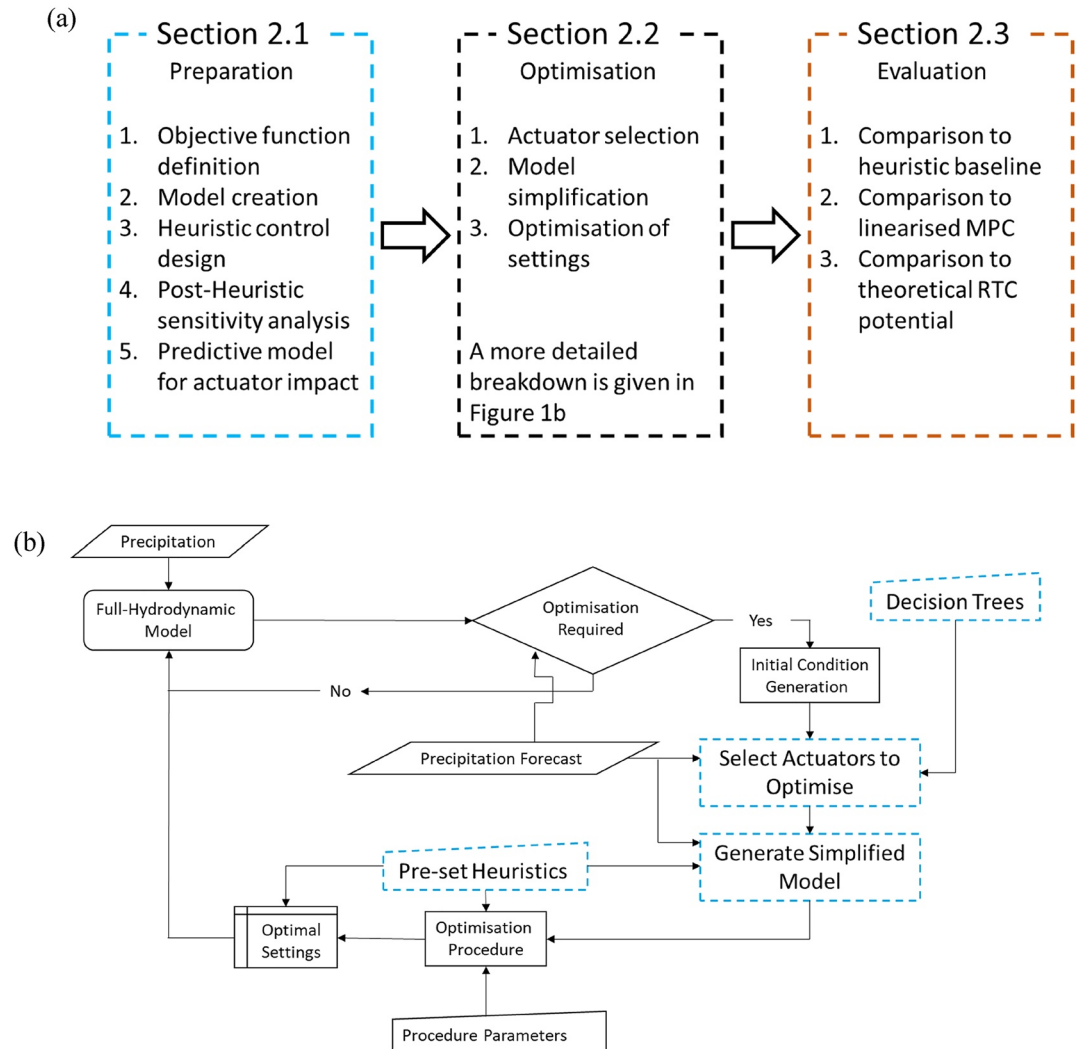 (a)
Section 2.1
Preparation
1. Objective function
definition
2. Model creation
3. Heuristic control
design
4. Post-Heuristic
sensitivity analysis
5. Predictive model
for actuator impact
Section 2.2
Optimisation
1. Actuator selection
2. Model
simplification
3. Optimisation of
settings
A more detailed
breakdown is given in
Figure 1b
Section 2.3
Evaluation
1. Comparison to
heuristic baseline
2. Comparison to
linearised MPC
3. Comparison to
theoretical RTC
potential
(b)
Precipitation
Full-Hydrodynamic
Model
Optimisation
Required
Yes
No
Decision Trees
Initial Condition
Generation
Precipitation Forecast
Select Actuators to
Optimise
Generate Simplified
Model
Pre-set Heuristics
Optimal
Settings
Optimisation
Procedure
Procedure Parameters